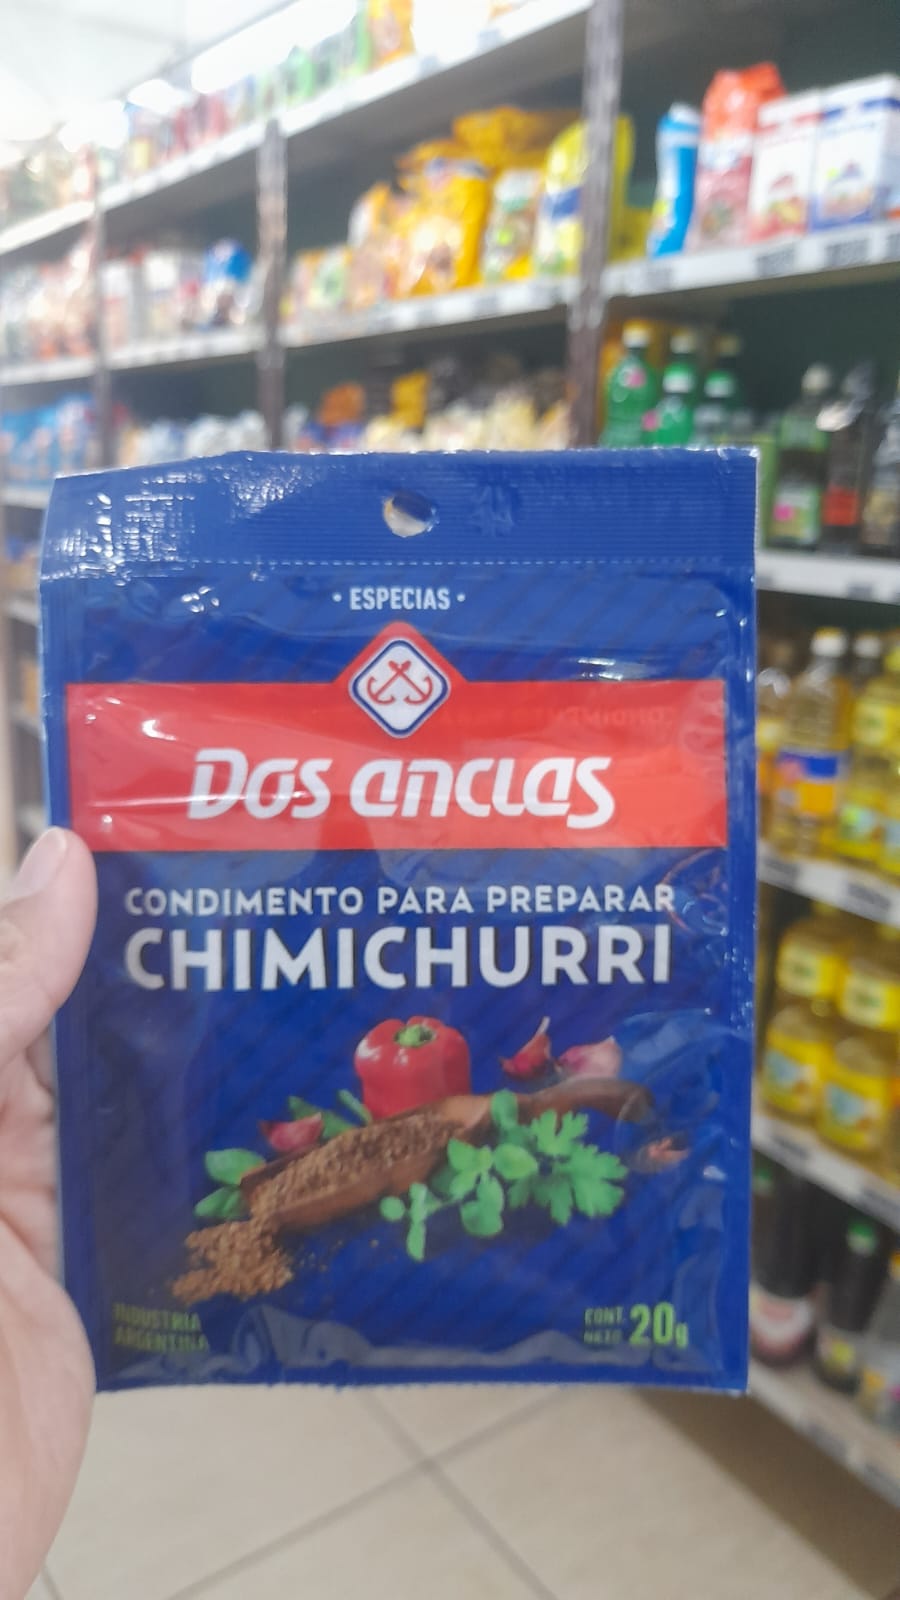 • ESPECIAS •
Dos anclas
CONDIMENTO PARA PREPARAR
CHIMICHURRI
INDUSTRIA
ARGENTINA
CONT.
NETO 20g